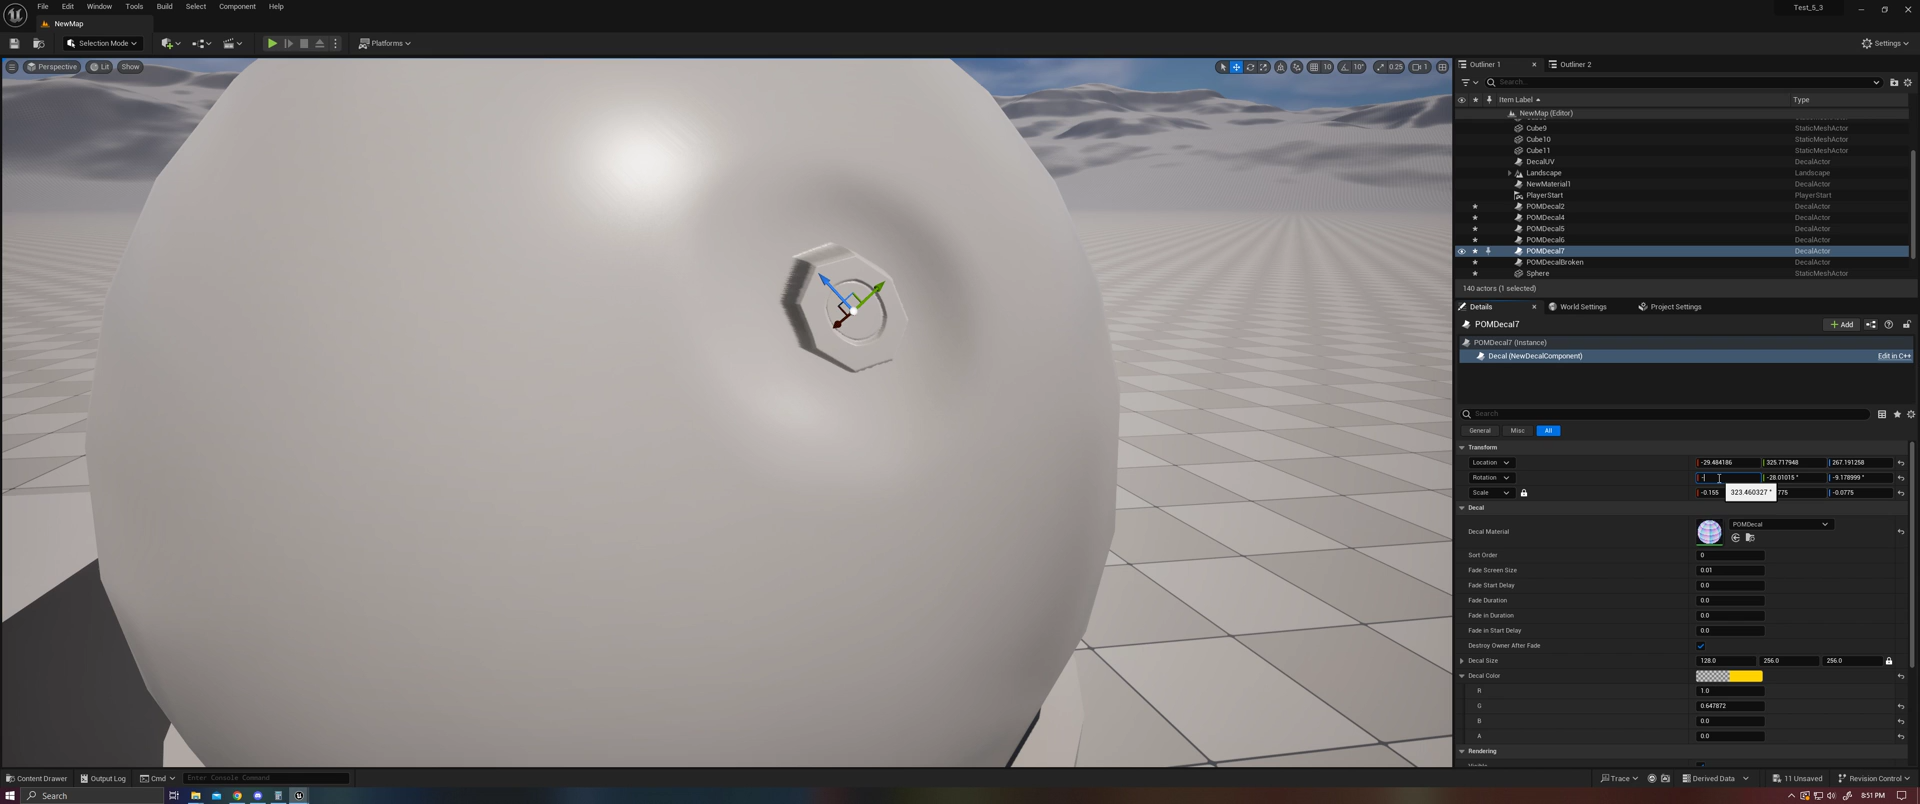 File Edit Window Tools Build Select Component Help
Test_5_3
NewMap
Selection Mode
Platforms
Settings
Perspective Lit Show
10 10° 0.25 1
Outliner 1 Outliner 2
Search...
Item Label Type
NewMap (Editor)
Cube9 StaticMeshActor
Cube10 StaticMeshActor
Cube11 StaticMeshActor
DecalUV DecalActor
Landscape Landscape
NewMaterial1 DecalActor
PlayerStart PlayerStart
POMDecal2 DecalActor
POMDecal4 DecalActor
POMDecal5 DecalActor
POMDecal6 DecalActor
POMDecal7 DecalActor
POMDecalBroken DecalActor
Sphere StaticMeshActor
140 actors (1 selected)
Details World Settings Project Settings
POMDecal7
Add
POMDecal7 (Instance)
Decal (NewDecalComponent) Edit in C++
Search
General Misc All
Transform
Location -29.484186 325.717948 267.191258
Rotation - -28.01015 ° -9.178999 °
Scale -0.155 775 -0.0775
323.460327 °
Decal
Decal Material POMDecal
Sort Order 0
Fade Screen Size 0.01
Fade Start Delay 0.0
Fade Duration 0.0
Fade in Duration 0.0
Fade in Start Delay 0.0
Destroy Owner After Fade
Decal Size 128.0 256.0 256.0
Decal Color
R 1.0
G 0.647872
B 0.0
A 0.0
Rendering
Content Drawer Output Log Cmd Enter Console Command
Trace Derived Data 11 Unsaved Revision Control
Search
8:51 PM